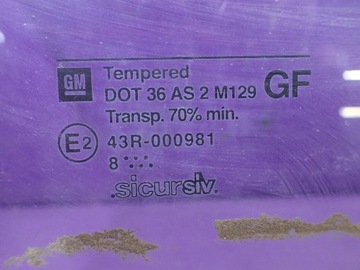 GM Tempered GF
DOT 36 AS 2 M129
Transp. 70% min.
E2 43R-000981
8
.sicursiv.